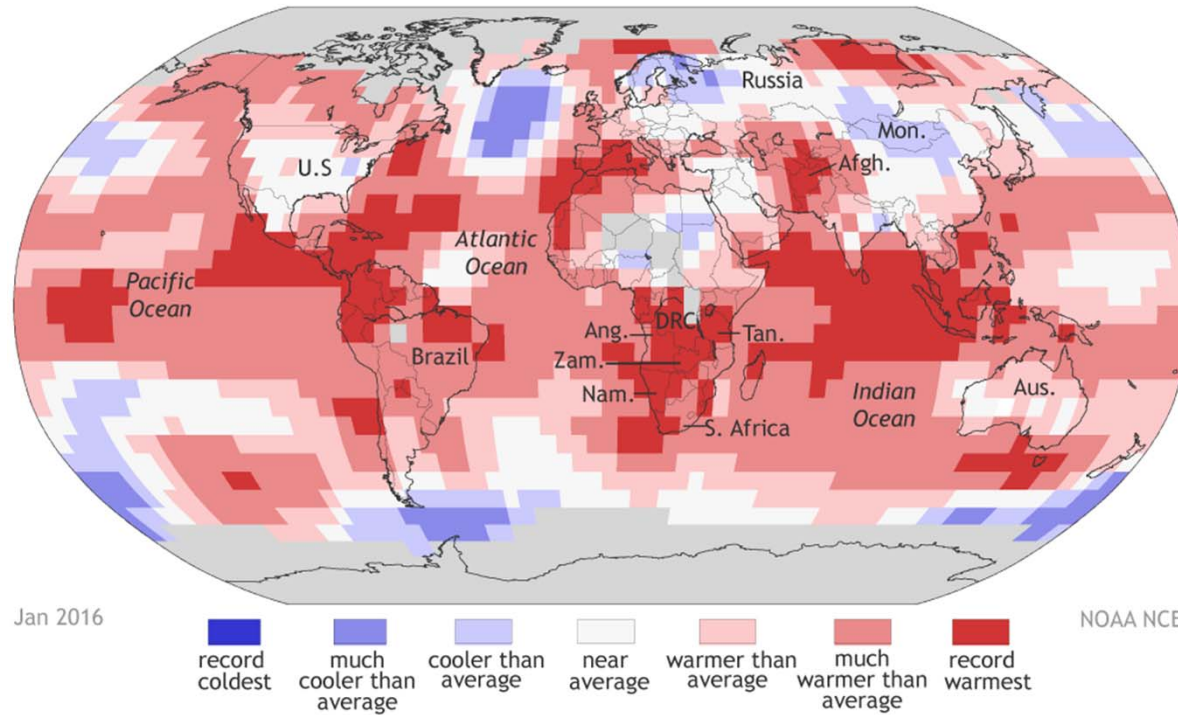 Russia
Mon.
U.S
Afgh.
Atlantic
Ocean
Pacific
Ocean
DRC
Ang.
Tan.
Brazil
Zam.
Nam.
Indian
Ocean
Aus.
S. Africa
Jan 2016
NOAA NCE
record
coldest
much
cooler than
average
cooler than
average
near
average
warmer than
average
much
warmer than
average
record
warmest